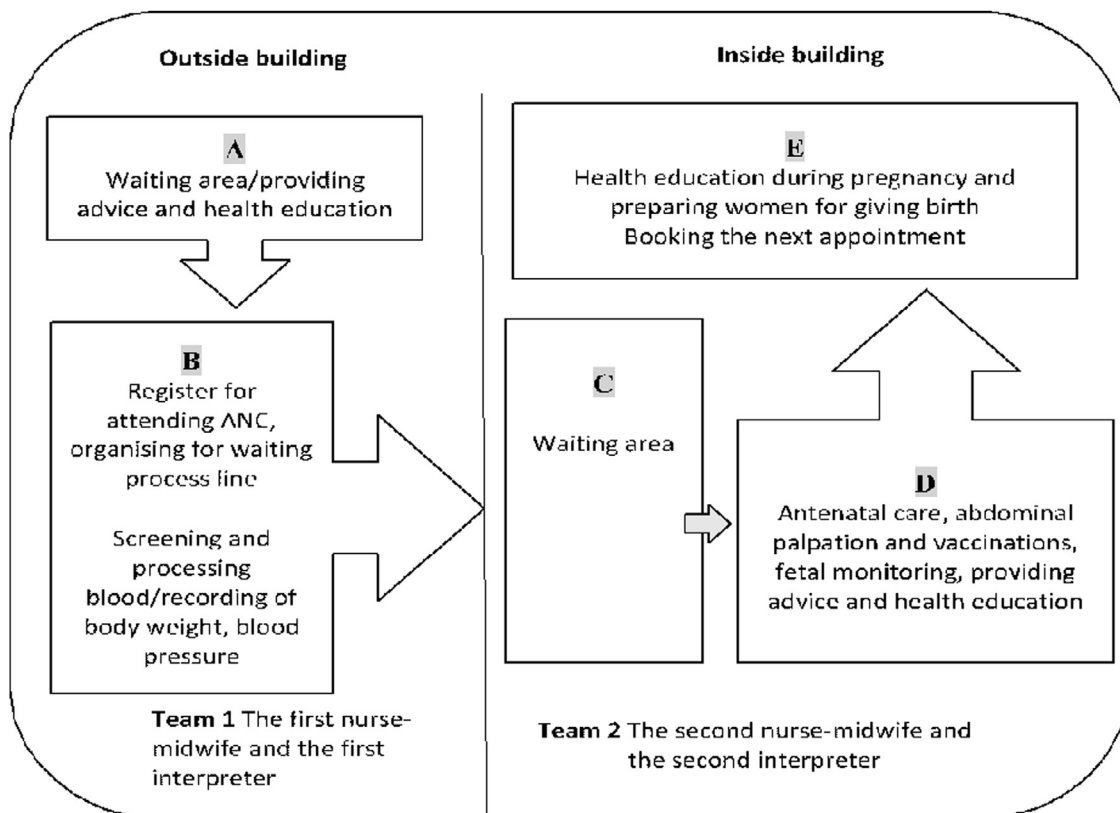 Outside building
A
Waiting area/providing
advice and health education
B
Register for
attending ANC,
organising for waiting
process line
Screening and
processing
blood/recording of
body weight, blood
pressure
Team 1 The first nurse-
midwife and the first
interpreter
Inside building
E
Health education during pregnancy and
preparing women for giving birth
Booking the next appointment
C
Waiting area
D
Antenatal care, abdominal
palpation and vaccinations,
fetal monitoring, providing
advice and health education
Team 2 The second nurse-midwife and
the second interpreter